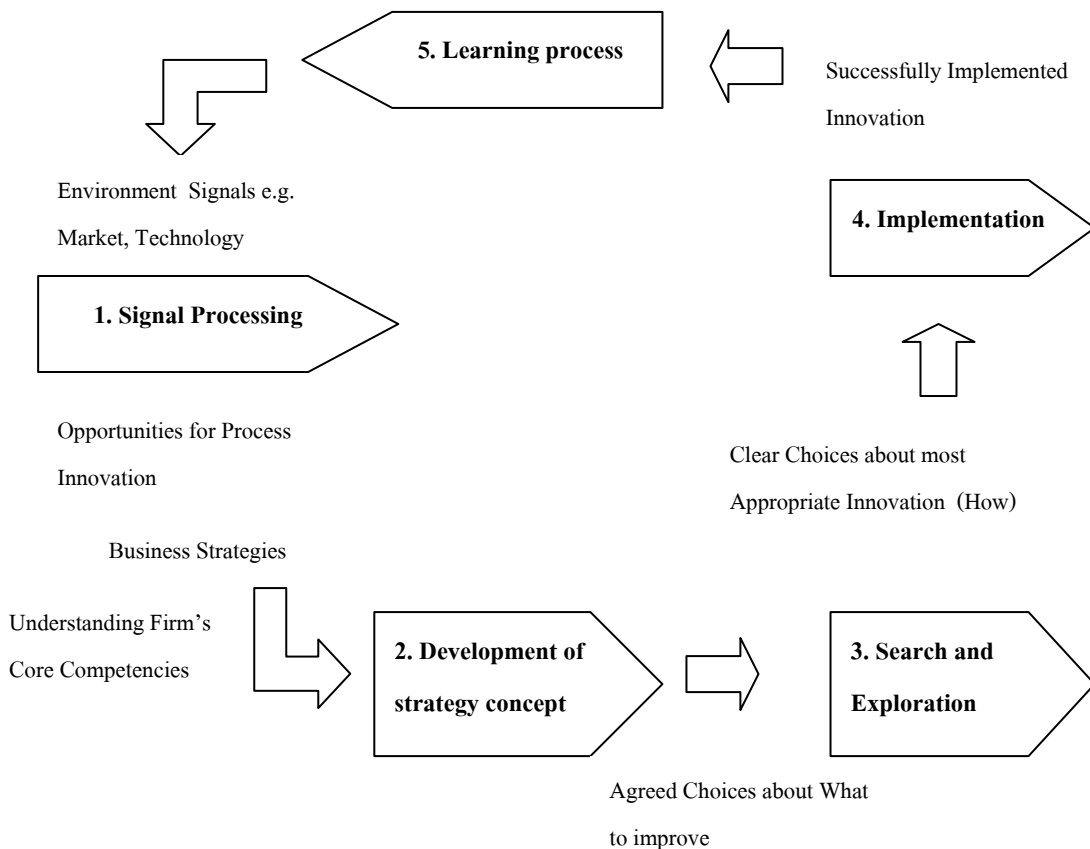 5. Learning process
Successfully Implemented
Innovation
Environment Signals e.g.
Market, Technology
4. Implementation
1. Signal Processing
Opportunities for Process
Innovation
Clear Choices about most
Appropriate Innovation (How)
Business Strategies
Understanding Firm's
Core Competencies
2. Development of
strategy concept
3. Search and
Exploration
Agreed Choices about What
to improve